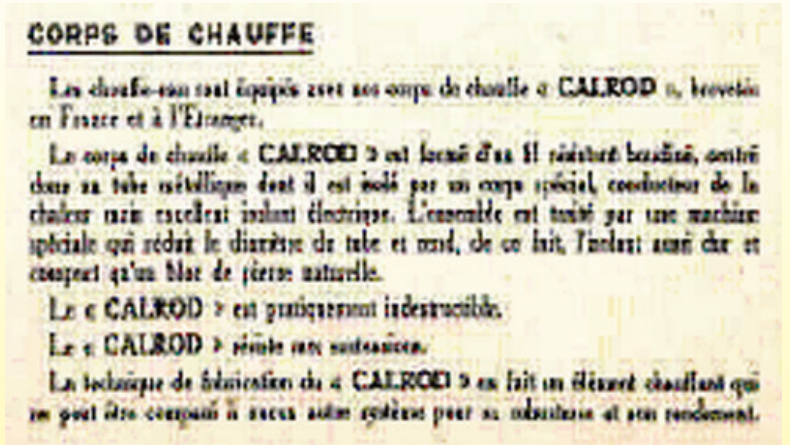 CORPS DE CHAUFFE
Les chauffe-eau sont équipés avec nos corps de chauffe « CALROD », brevetés
en France et à l'Etranger.
Le corps de chauffe « CALROD » est formé d'un fil résistant boudiné, centré
dans un tube métallique dont il est isolé par un corps spécial, conducteur de la
chaleur mais excellent isolant électrique. L'ensemble est traité par une machine
spéciale qui réduit le diamètre du tube et rend, de ce fait, l'isolant aussi dur et
compact qu'un bloc de pierre naturelle.
Le « CALROD » est pratiquement indestructible.
Le « CALROD » résiste aux
La technique de fabrication du « CALROD » en fait un élément chauffant qui
ne peut être comparé à aucun autre système pour sa robustesse et son rendement.